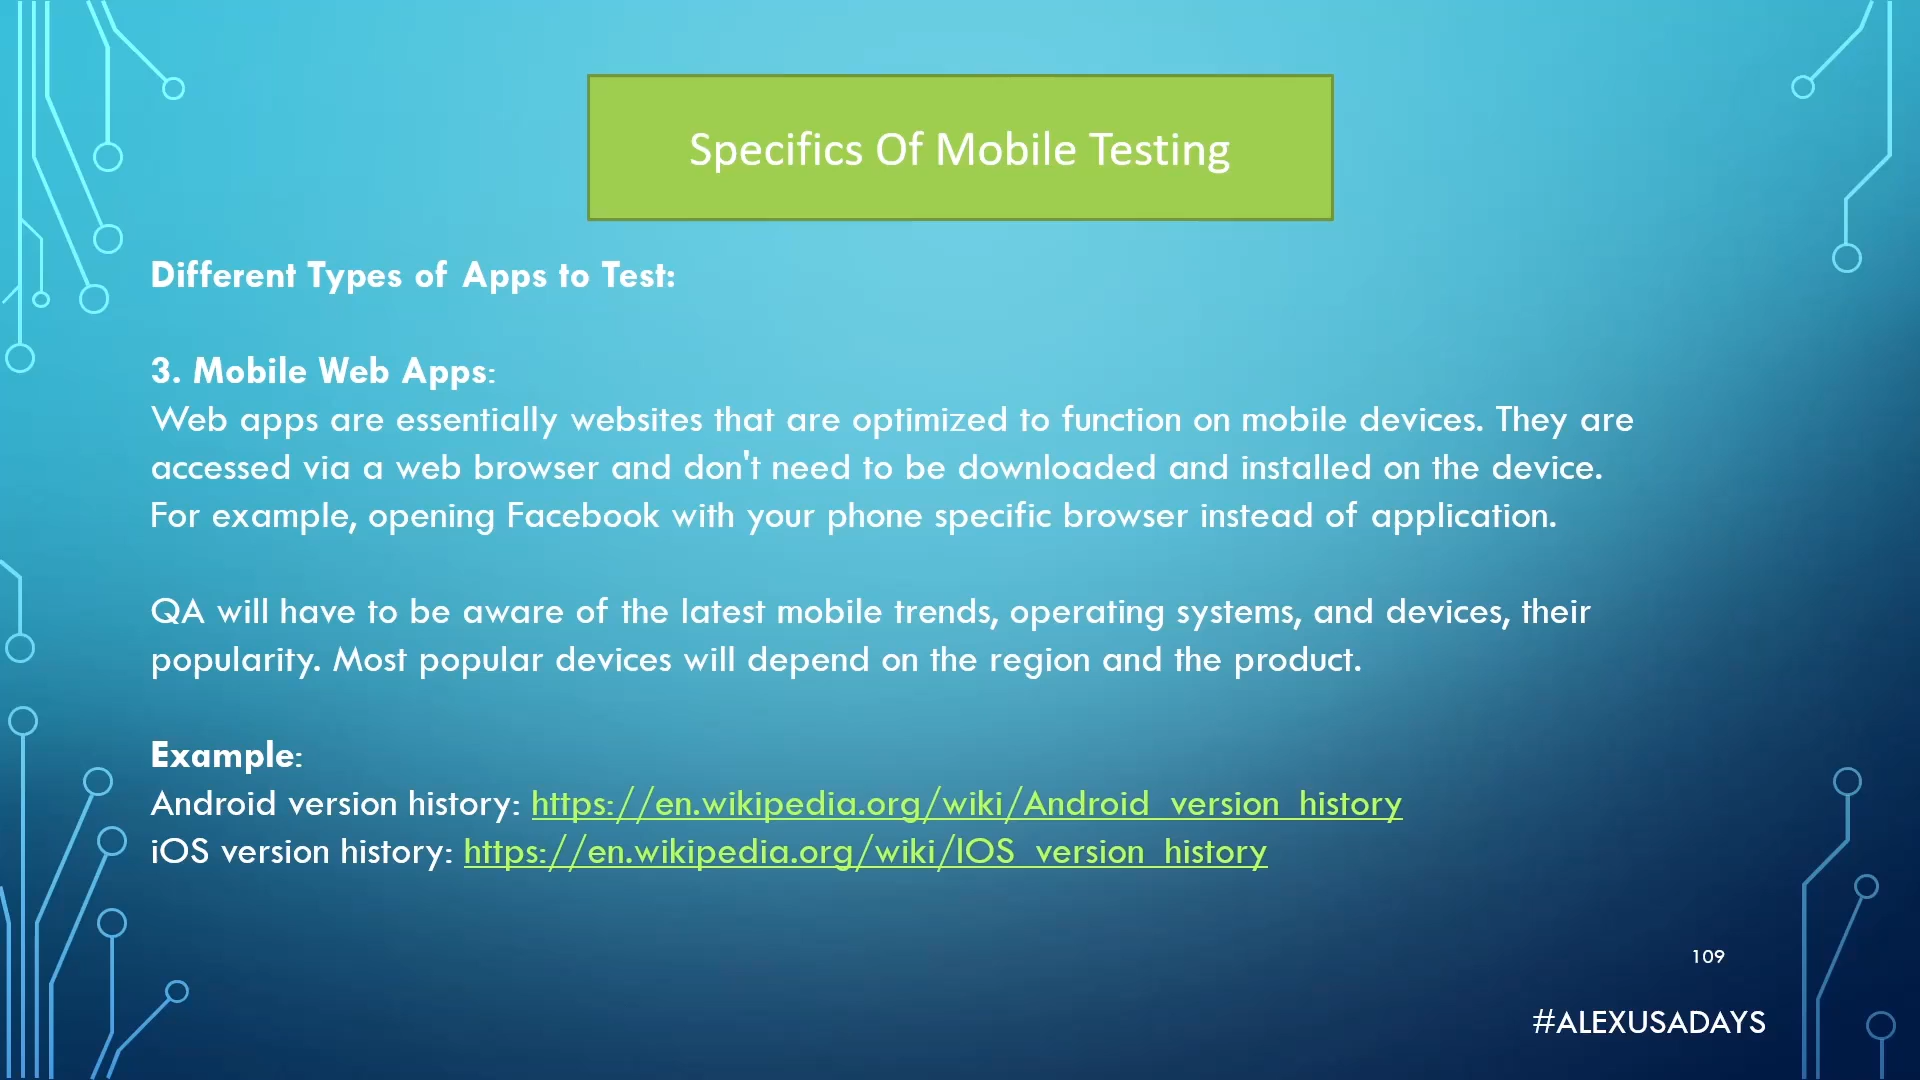 Specifics Of Mobile Testing
Different Types of Apps to Test:
3. Mobile Web Apps:
Web apps are essentially websites that are optimized to function on mobile devices. They are
accessed via a web browser and don't need to be downloaded and installed on the device.
For example, opening Facebook with your phone specific browser instead of application.
QA will have to be aware of the latest mobile trends, operating systems, and devices, their
popularity. Most popular devices will depend on the region and the product.
Example:
Android version history: https://en.wikipedia.org/wiki/Android_version_history
iOS version history: https://en.wikipedia.org/wiki/IOS_version_history
109
#ALEXUSADAYS